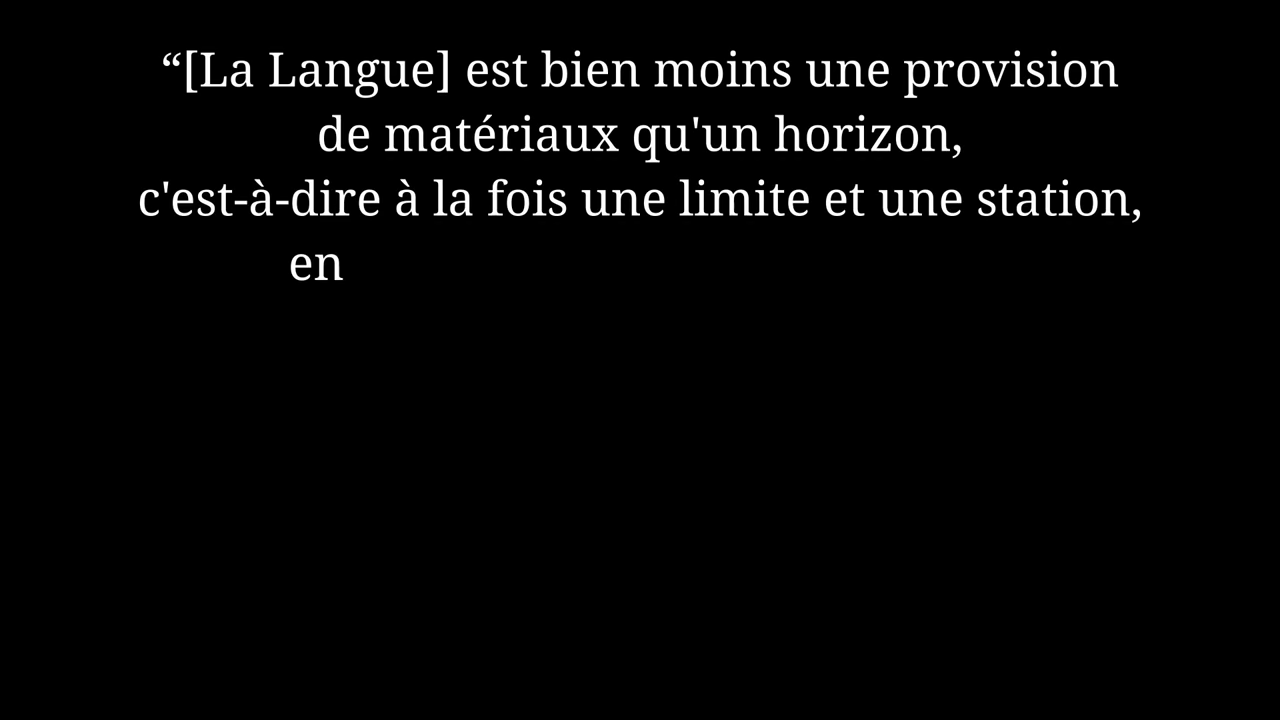 “[La Langue] est bien moins une provision
de matériaux qu'un horizon,
c'est-à-dire à la fois une limite et une station,
en